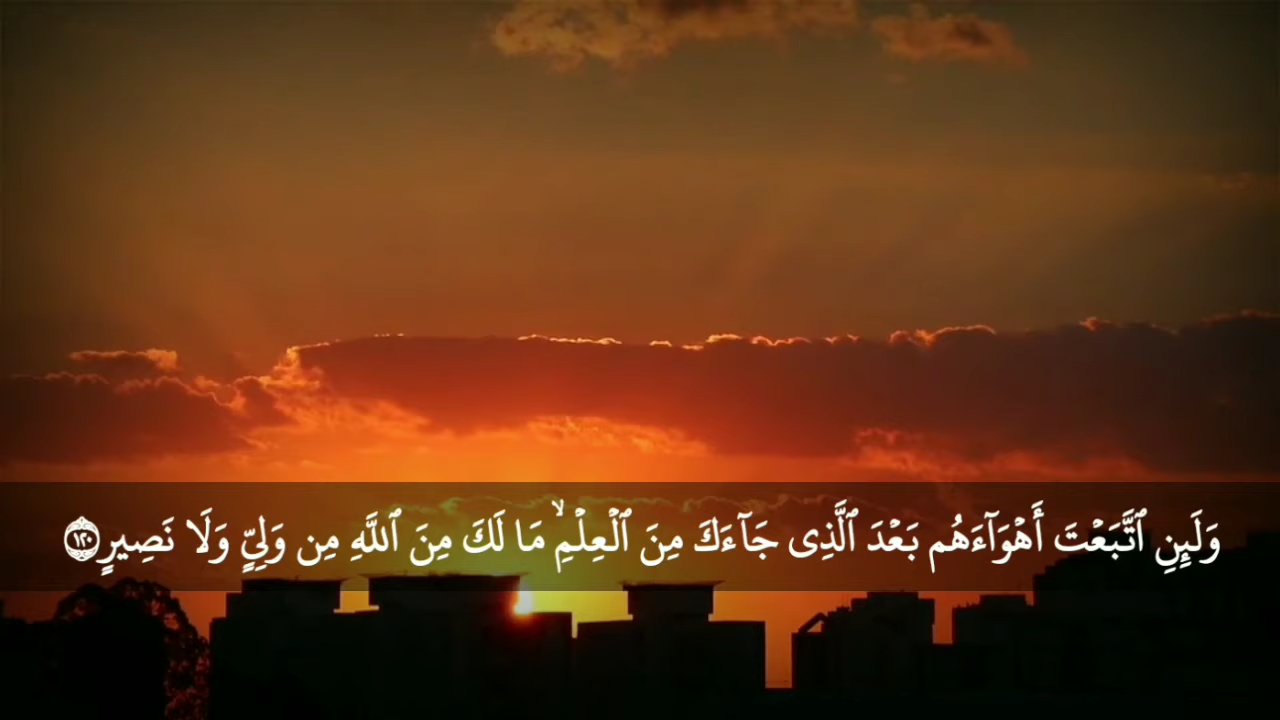 وَلَئِنِ ٱتَّبَعْتَ أَهْوَآءَهُم بَعْدَ ٱلَّذِى جَآءَكَ مِنَ ٱلْعِلْمِ ۙ مَا لَكَ مِنَ ٱللَّهِ مِن وَلِىٍّ وَلَا نَصِيرٍ ١٢٠